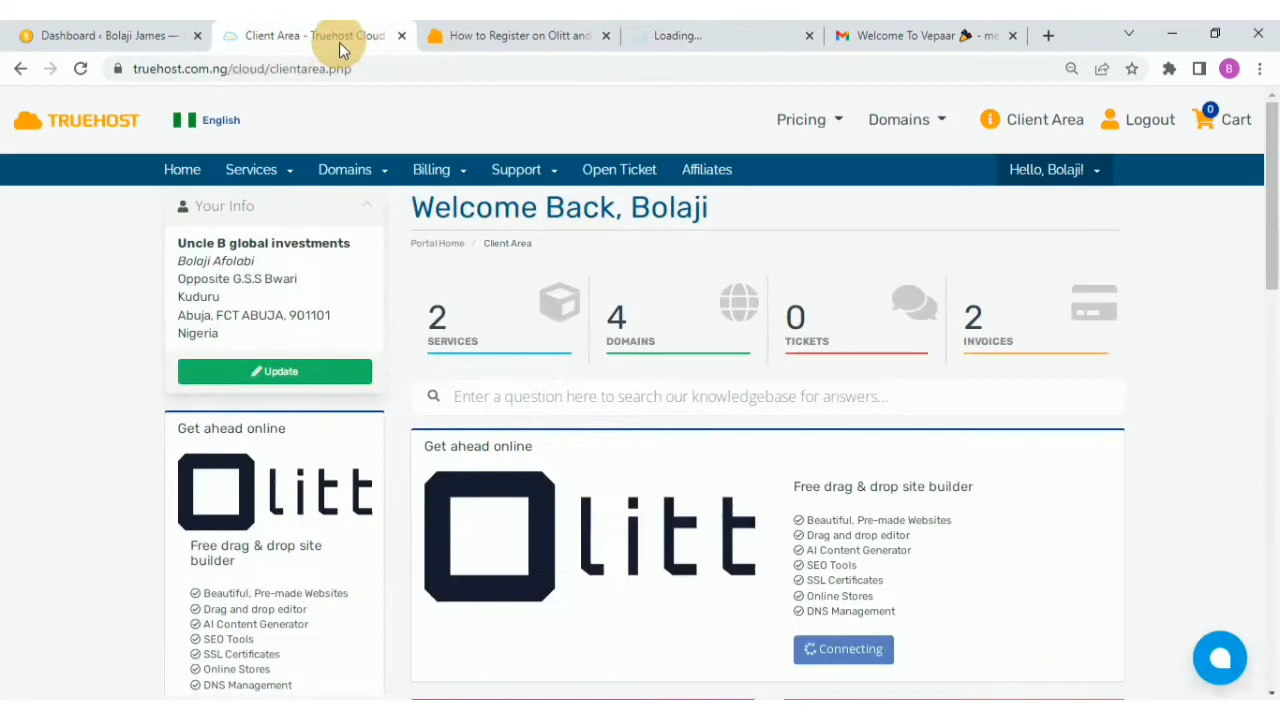 Dashboard ‹ Bolaji James —
Client Area - Truehost Cloud
How to Register on Olitt and
Loading...
Welcome To Vepaar 🎉 - me
truehost.com.ng/cloud/clientarea.php
B
TRUEHOST
English
Pricing
Domains
Client Area
Logout
0
Cart
Home
Services
Domains
Billing
Support
Open Ticket
Affiliates
Hello, Bolaji!
Your Info
Uncle B global investments
Bolaji Afolabi
Opposite G.S.S Bwari
Kuduru
Abuja, FCT ABUJA, 901101
Nigeria
Update
Get ahead online
Olitt
Free drag & drop site
builder
Beautiful, Pre-made Websites
Drag and drop editor
AI Content Generator
SEO Tools
SSL Certificates
Online Stores
DNS Management
Welcome Back, Bolaji
Portal Home / Client Area
2
SERVICES
4
DOMAINS
0
TICKETS
2
INVOICES
Enter a question here to search our knowledgebase for answers...
Get ahead online
Olitt
Free drag & drop site builder
Beautiful, Pre-made Websites
Drag and drop editor
AI Content Generator
SEO Tools
SSL Certificates
Online Stores
DNS Management
Connecting